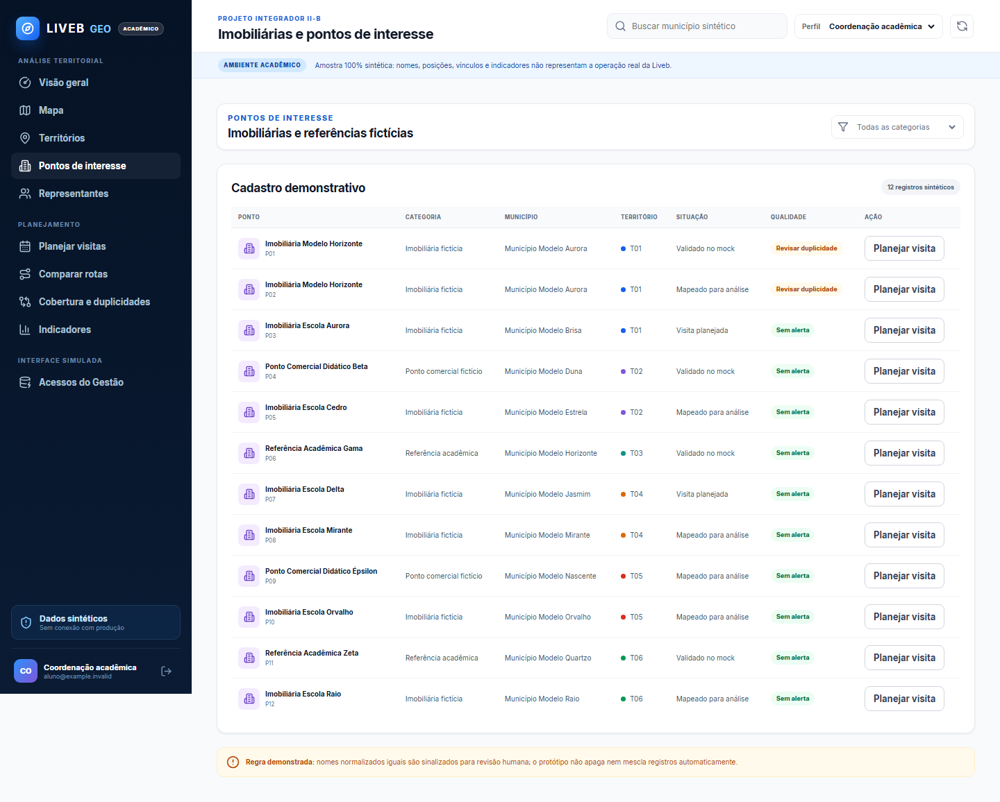 LIVEB GEO ACADÊMICO
ANÁLISE TERRITORIAL
Visão geral
Mapa
Territórios
Pontos de interesse
Representantes
PLANEJAMENTO
Planejar visitas
Comparar rotas
Cobertura e duplicidades
Indicadores
INTERFACE SIMULADA
Acessos do Gestão
Dados sintéticos
Sem conexão com produção
CO
Coordenação acadêmica
aluno@example.invalid
PROJETO INTEGRADOR II-B
Imobiliárias e pontos de interesse
Buscar município sintético
Perfil Coordenação acadêmica
AMBIENTE ACADÊMICO Amostra 100% sintética: nomes, posições, vínculos e indicadores não representam a operação real da Liveb.
PONTOS DE INTERESSE
Imobiliárias e referências fictícias
Todas as categorias
Cadastro demonstrativo
12 registros sintéticos
PONTO CATEGORIA MUNICÍPIO TERRITÓRIO SITUAÇÃO QUALIDADE AÇÃO
Imobiliária Modelo Horizonte
P01
Imobiliária fictícia Município Modelo Aurora T01 Validado no mock Revisar duplicidade Planejar visita
Imobiliária Modelo Horizonte
P02
Imobiliária fictícia Município Modelo Aurora T01 Mapeado para análise Revisar duplicidade Planejar visita
Imobiliária Escola Aurora
P03
Imobiliária fictícia Município Modelo Brisa T01 Visita planejada Sem alerta Planejar visita
Ponto Comercial Didático Beta
P04
Ponto comercial fictício Município Modelo Duna T02 Validado no mock Sem alerta Planejar visita
Imobiliária Escola Cedro
P05
Imobiliária fictícia Município Modelo Estrela T02 Mapeado para análise Sem alerta Planejar visita
Referência Acadêmica Gama
P06
Referência acadêmica Município Modelo Horizonte T03 Validado no mock Sem alerta Planejar visita
Imobiliária Escola Delta
P07
Imobiliária fictícia Município Modelo Jasmim T04 Visita planejada Sem alerta Planejar visita
Imobiliária Escola Mirante
P08
Imobiliária fictícia Município Modelo Mirante T04 Mapeado para análise Sem alerta Planejar visita
Ponto Comercial Didático Épsilon
P09
Ponto comercial fictício Município Modelo Nascente T05 Mapeado para análise Sem alerta Planejar visita
Imobiliária Escola Orvalho
P10
Imobiliária fictícia Município Modelo Orvalho T05 Mapeado para análise Sem alerta Planejar visita
Referência Acadêmica Zeta
P11
Referência acadêmica Município Modelo Quartzo T06 Validado no mock Sem alerta Planejar visita
Imobiliária Escola Raio
P12
Imobiliária fictícia Município Modelo Raio T06 Mapeado para análise Sem alerta Planejar visita
Regra demonstrada: nomes normalizados iguais são sinalizados para revisão humana; o protótipo não apaga nem mescla registros automaticamente.